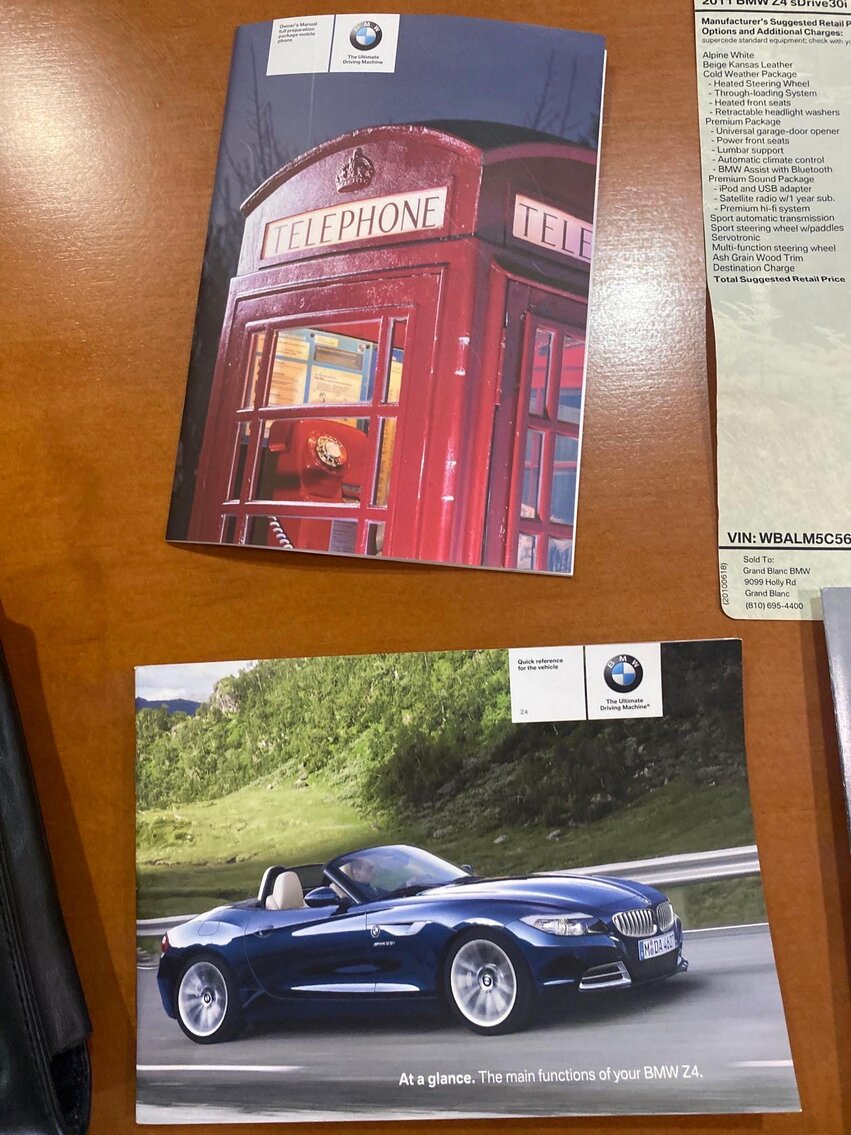 Owner's Manual
full preparation
package mobile
phone
BMW
The Ultimate
Driving Machine
TELEPHONE
TELE
2011 BMW Z4 sDrive30i
Manufacturer's Suggested Retail P
Options and Additional Charges:
supercede standard equipment; check with yo
Alpine White
Beige Kansas Leather
Cold Weather Package
- Heated Steering Wheel
- Through-loading System
- Heated front seats
- Retractable headlight washers
Premium Package
- Universal garage-door opener
- Power front seats
- Lumbar support
- Automatic climate control
- BMW Assist with Bluetooth
Premium Sound Package
- iPod and USB adapter
- Satellite radio w/1 year sub.
- Premium hi-fi system
Sport automatic transmission
Sport steering wheel w/paddles
Servotronic
Multi-function steering wheel
Ash Grain Wood Trim
Destination Charge
Total Suggested Retail Price
VIN: WBALM5C56
(20100618)
Sold To:
Grand Blanc BMW
9099 Holly Rd
Grand Blanc
(810) 695-4400
Quick reference
for the vehicle
Z4
BMW
The Ultimate
Driving Machine®
M DA 460
At a glance. The main functions of your BMW Z4.